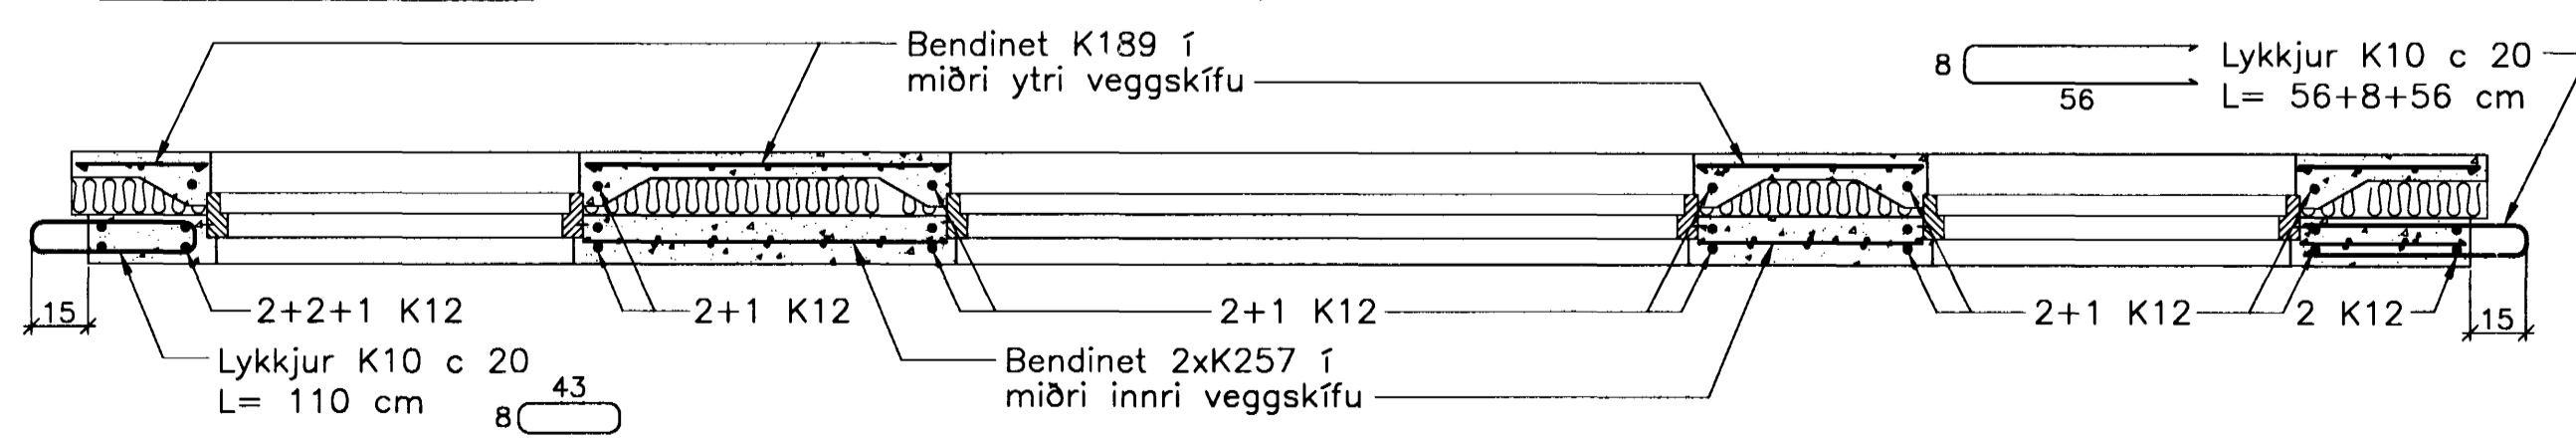 Bendinet K189 í
miðri ytri veggskífu
8
56
Lykkjur K10 c 20
L= 56+8+56 cm
15
2+2+1 K12
2+1 K12
2+1 K12
2+1 K12
2 K12
15
Lykkjur K10 c 20
L= 110 cm
43
8
Bendinet 2xK257 í
miðri innri veggskífu